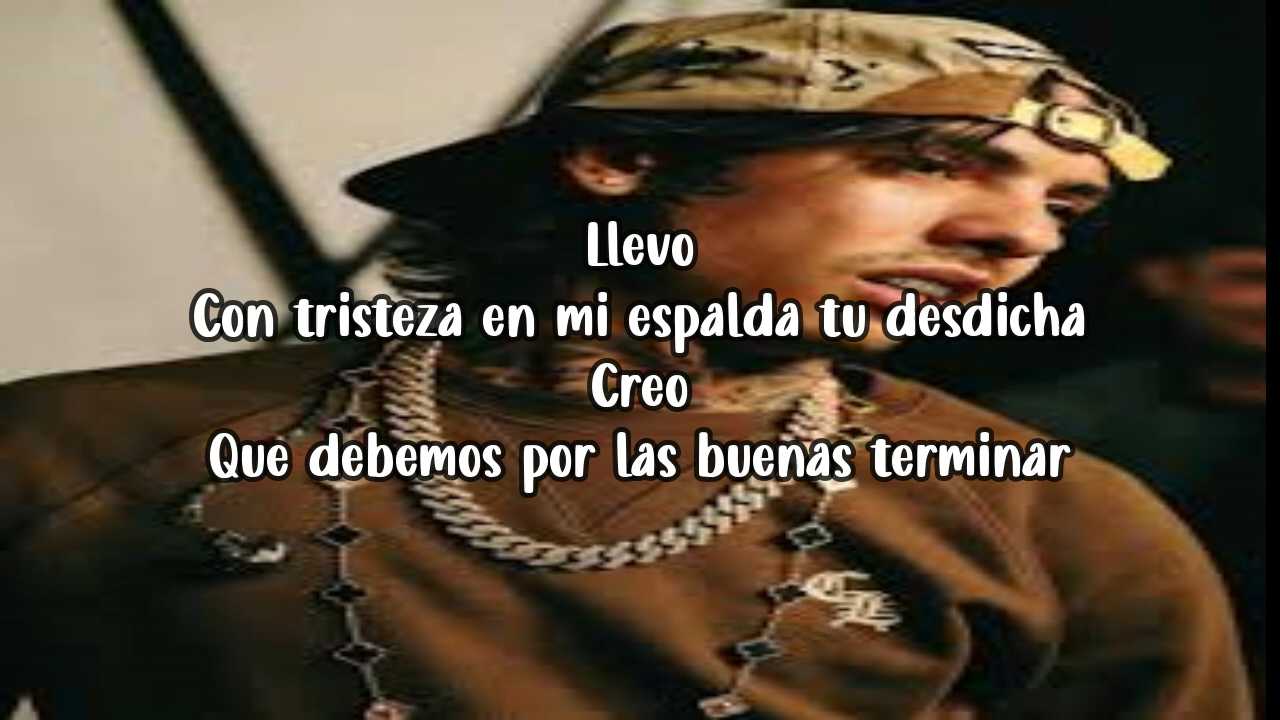 Llevo
Con tristeza en mi espalda tu desdicha
Creo
Que debemos por las buenas terminar